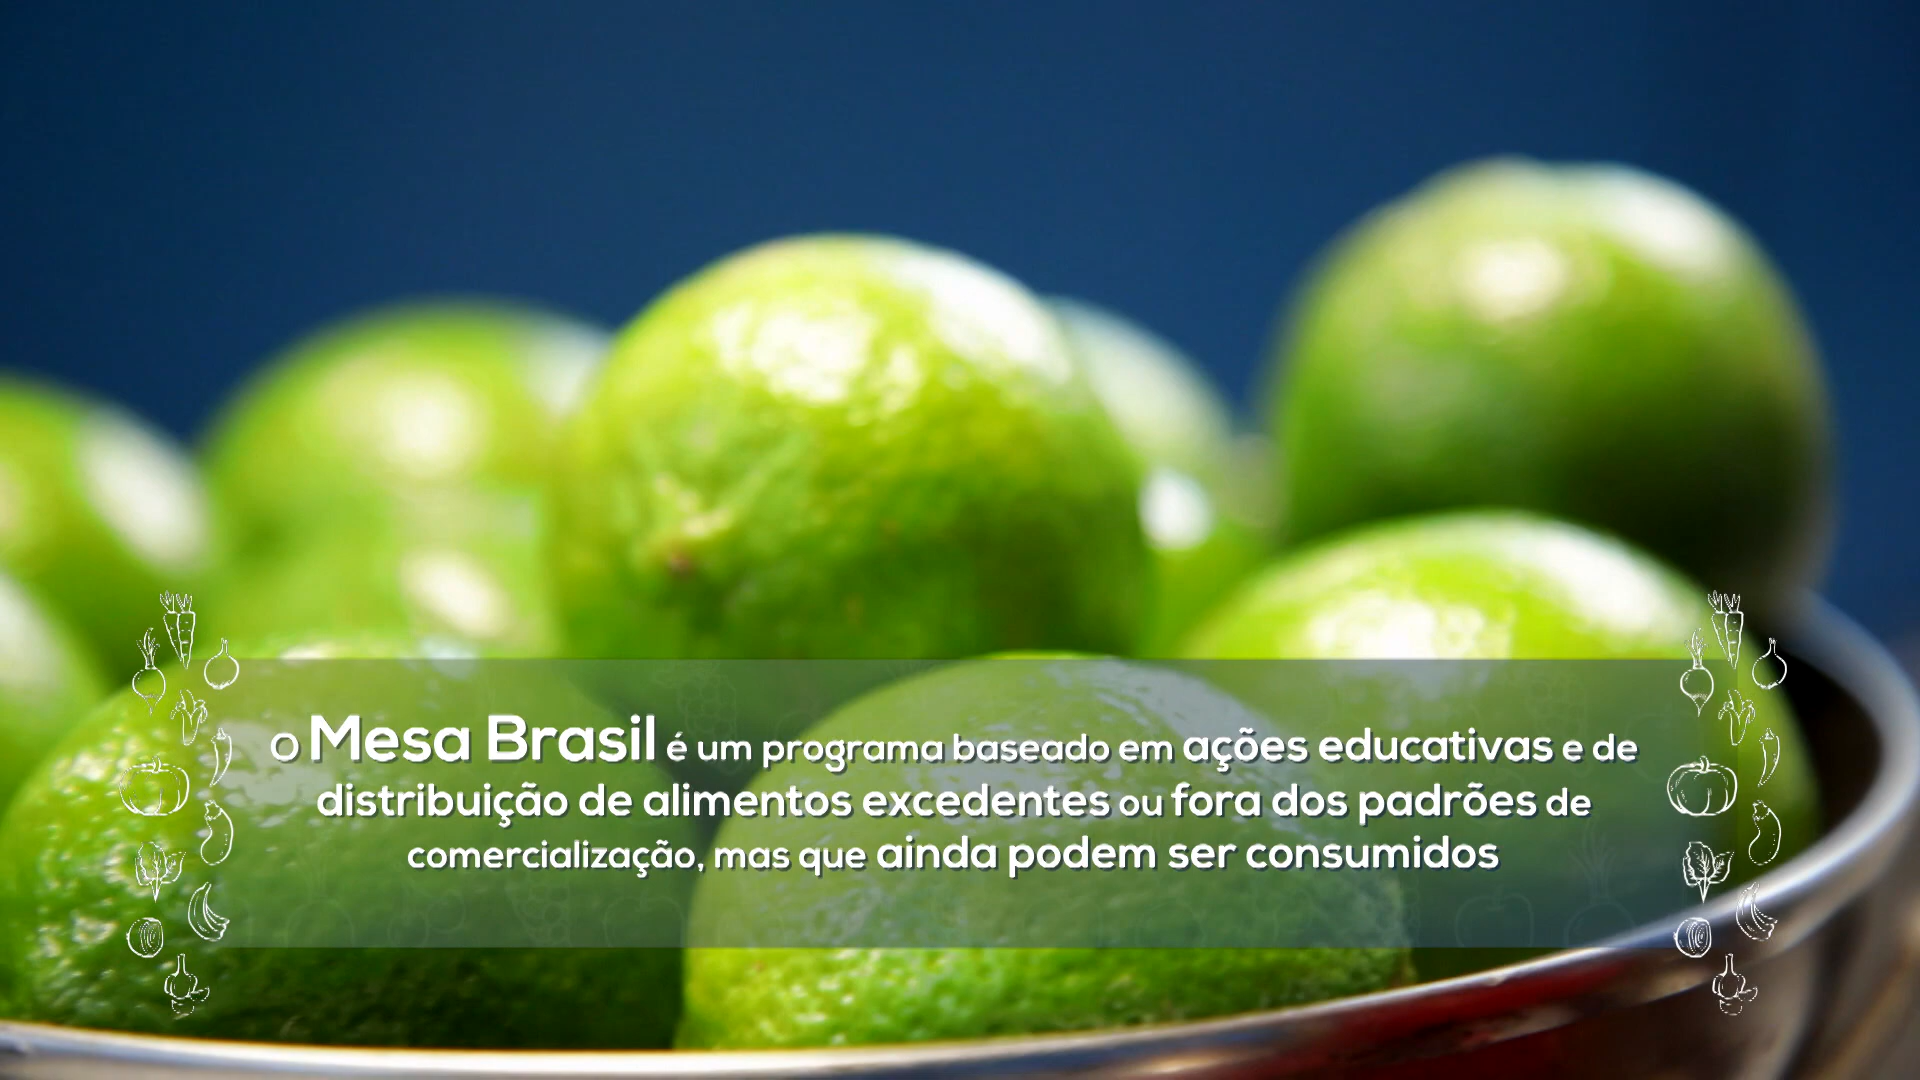 O Mesa Brasil é um programa baseado em ações educativas e de
distribuição de alimentos excedentes ou fora dos padrões de
comercialização, mas que ainda podem ser consumidos